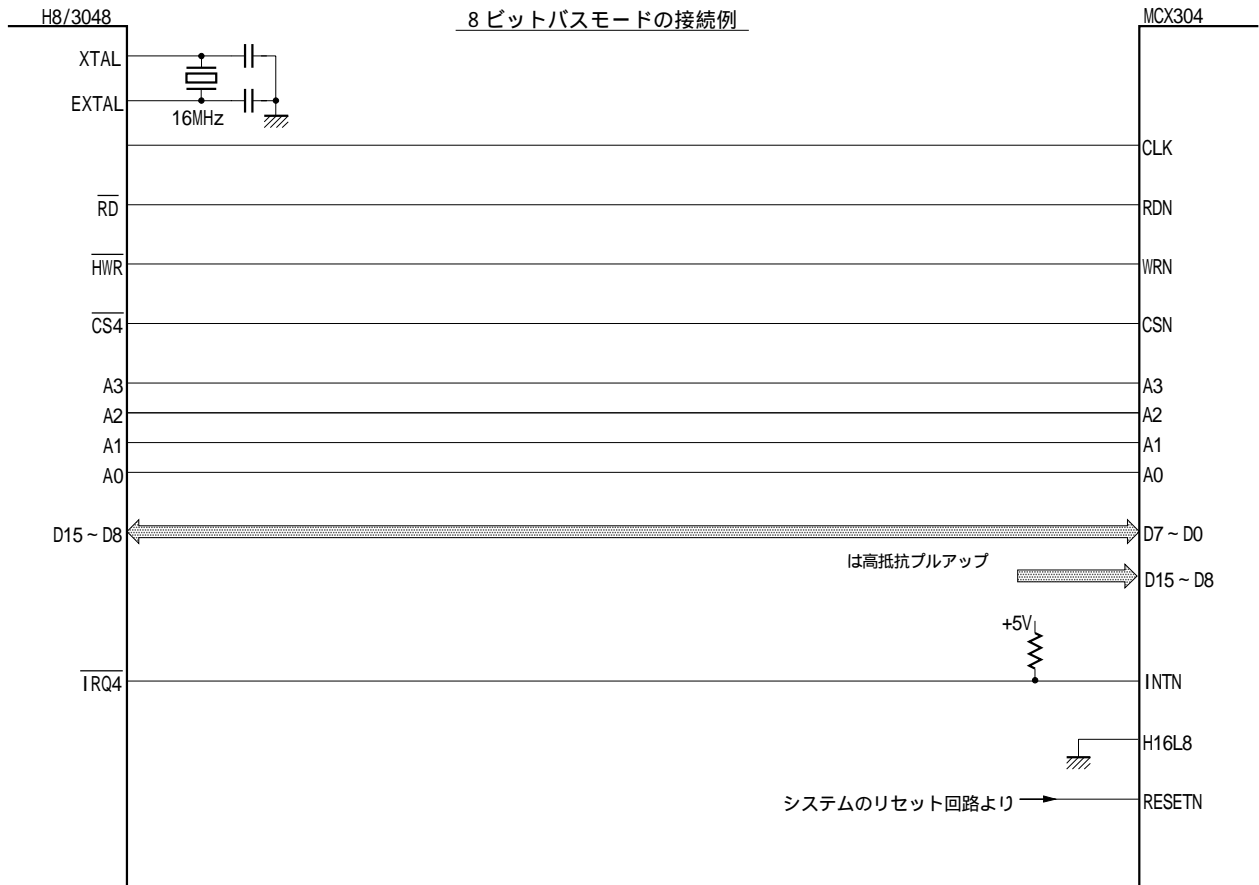 H8/3048
8 ビットバスモードの接続例
MCX304
XTAL
EXTAL
16MHz
CLK
RD
RDN
HWR
WRN
CS4
CSN
A3
A3
A2
A2
A1
A1
A0
A0
D15 ~ D8
D7 ~ D0
は高抵抗プルアップ
D15 ~ D8
+5V
IRQ4
INTN
H16L8
システムのリセット回路より
RESETN